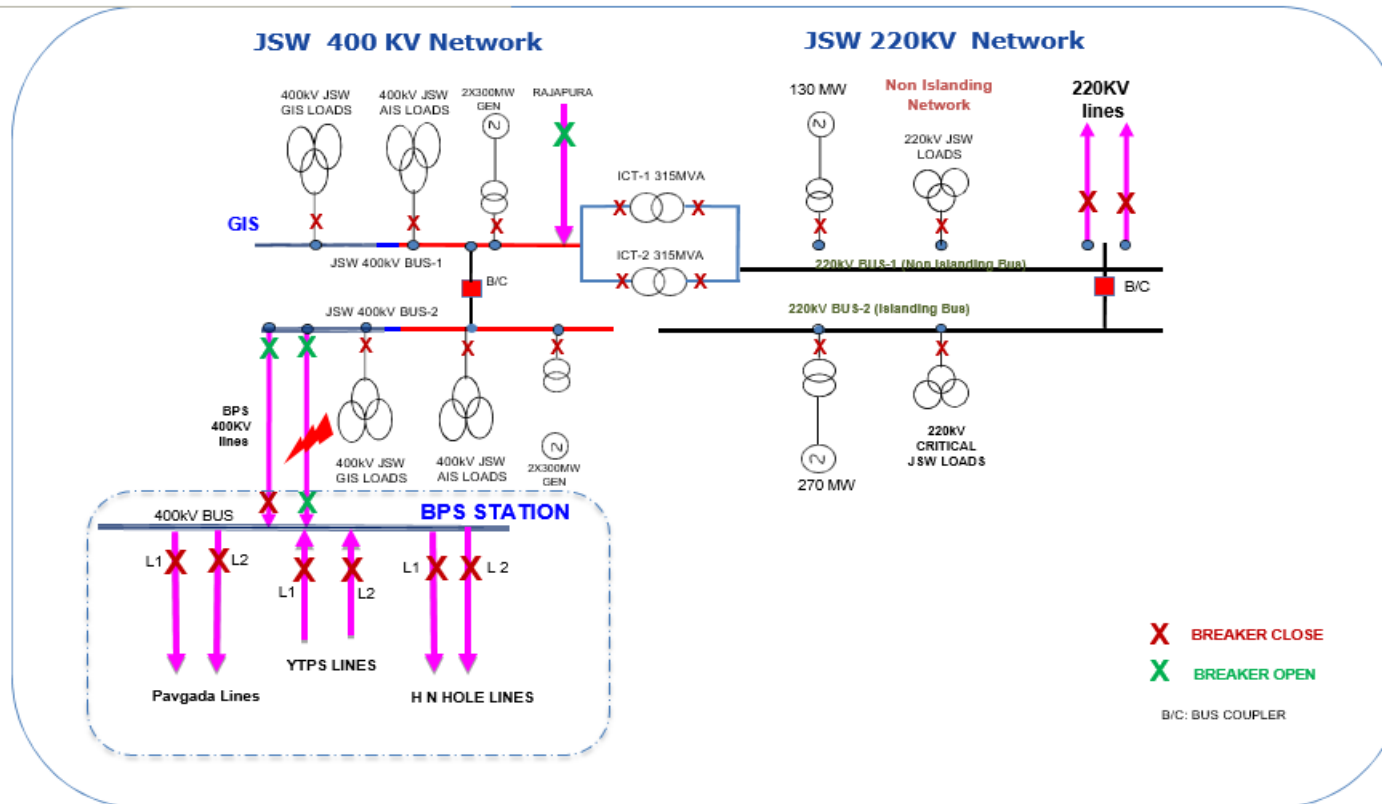 JSW 400 KV Network
JSW 220KV Network
400kV JSW
GIS LOADS
400kV JSW
AIS LOADS
2X300MW
GEN
RAJAPURA
130 MW
Non Islanding
Network
220KV
lines
220kV JSW
LOADS
ICT-1 315MVA
GIS
JSW 400kV BUS-1
ICT-2 315MVA
220kV BUS-1 (Non Islanding Bus)
B/C
B/C
JSW 400kV BUS-2
220kV BUS-2 (Islanding Bus)
BPS
400KV
lines
400kV JSW
GIS LOADS
400kV JSW
AIS LOADS
2X300MW
GEN
270 MW
220kV
CRITICAL
JSW LOADS
400kV BUS
BPS STATION
L1
L2
L1
L2
L1
L 2
YTPS LINES
Pavgada Lines
H N HOLE LINES
X BREAKER CLOSE
X BREAKER OPEN
B/C: BUS COUPLER